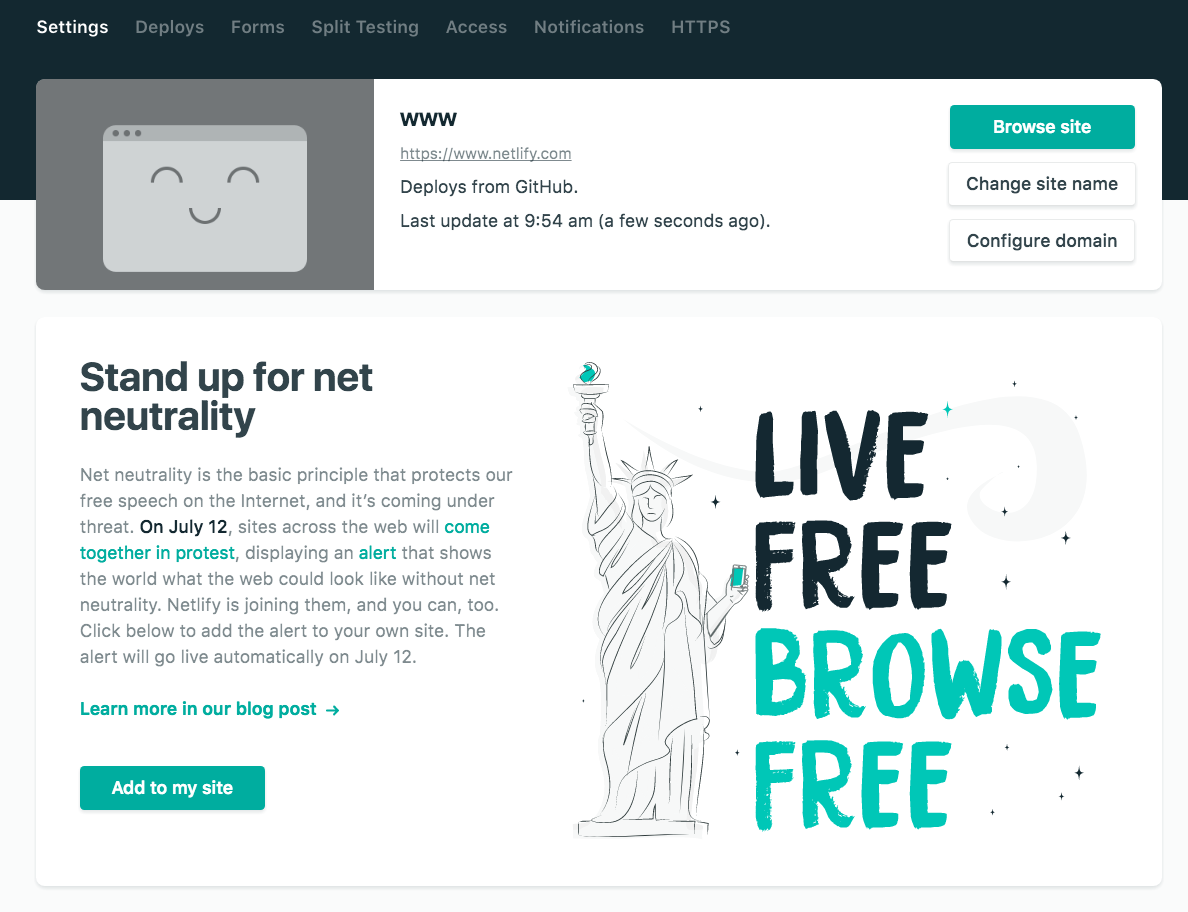 Settings Deploys Forms Split Testing Access Notifications HTTPS
www
https://www.netlify.com
Deploys from GitHub.
Last update at 9:54 am (a few seconds ago).
Browse site
Change site name
Configure domain
Stand up for net
neutrality
Net neutrality is the basic principle that protects our
free speech on the Internet, and it’s coming under
threat. On July 12, sites across the web will come
together in protest, displaying an alert that shows
the world what the web could look like without net
neutrality. Netlify is joining them, and you can, too.
Click below to add the alert to your own site. The
alert will go live automatically on July 12.
Learn more in our blog post →
Add to my site
LIVE
FREE
BROWSE
FREE